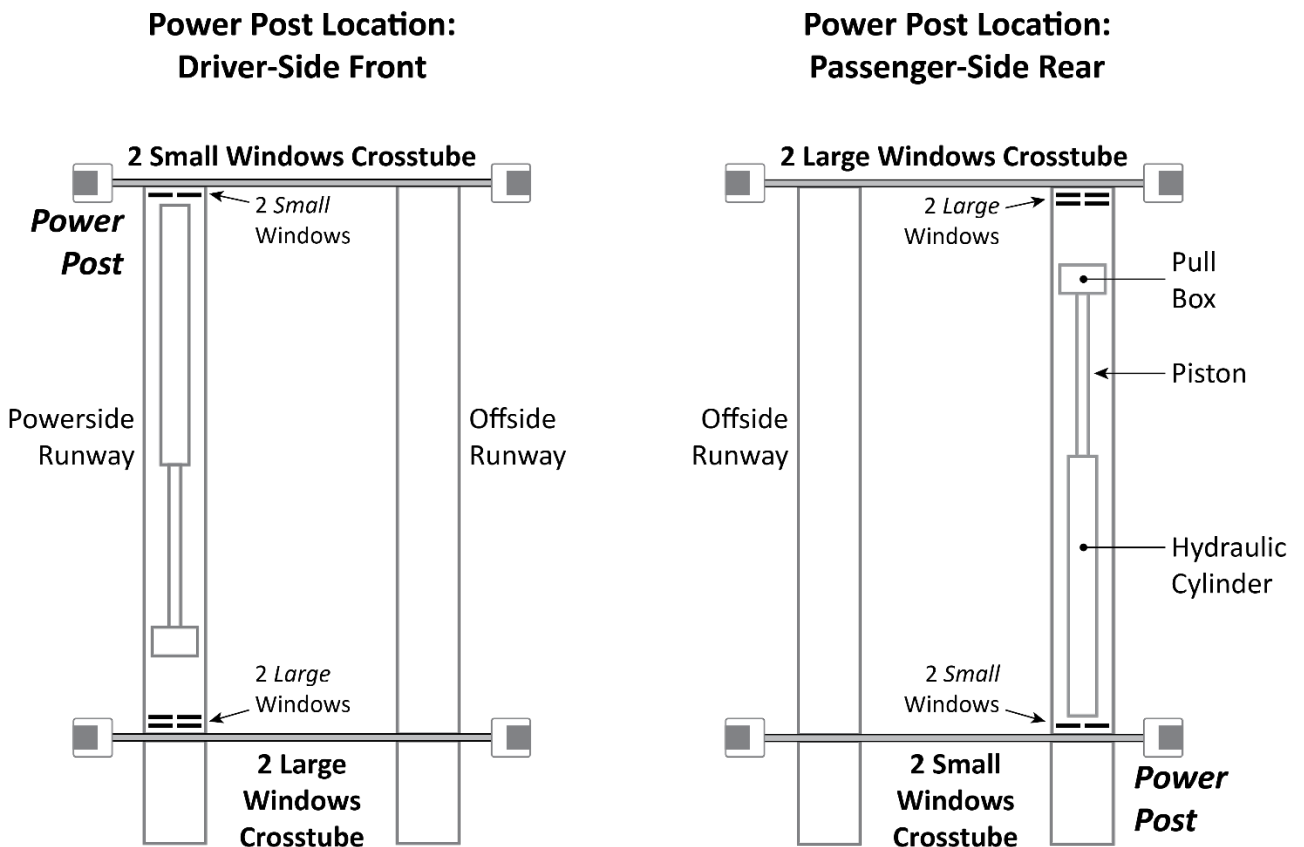 Power Post Location:
Driver-Side Front
2 Small Windows Crosstube
2 Small
Windows
Power
Post
Powerside
Runway
Offside
Runway
2 Large
Windows
2 Large
Windows
Crosstube
Power Post Location:
Passenger-Side Rear
2 Large Windows Crosstube
2 Large
Windows
Pull
Box
Piston
Offside
Runway
Hydraulic
Cylinder
2 Small
Windows
2 Small
Windows
Crosstube
Power
Post